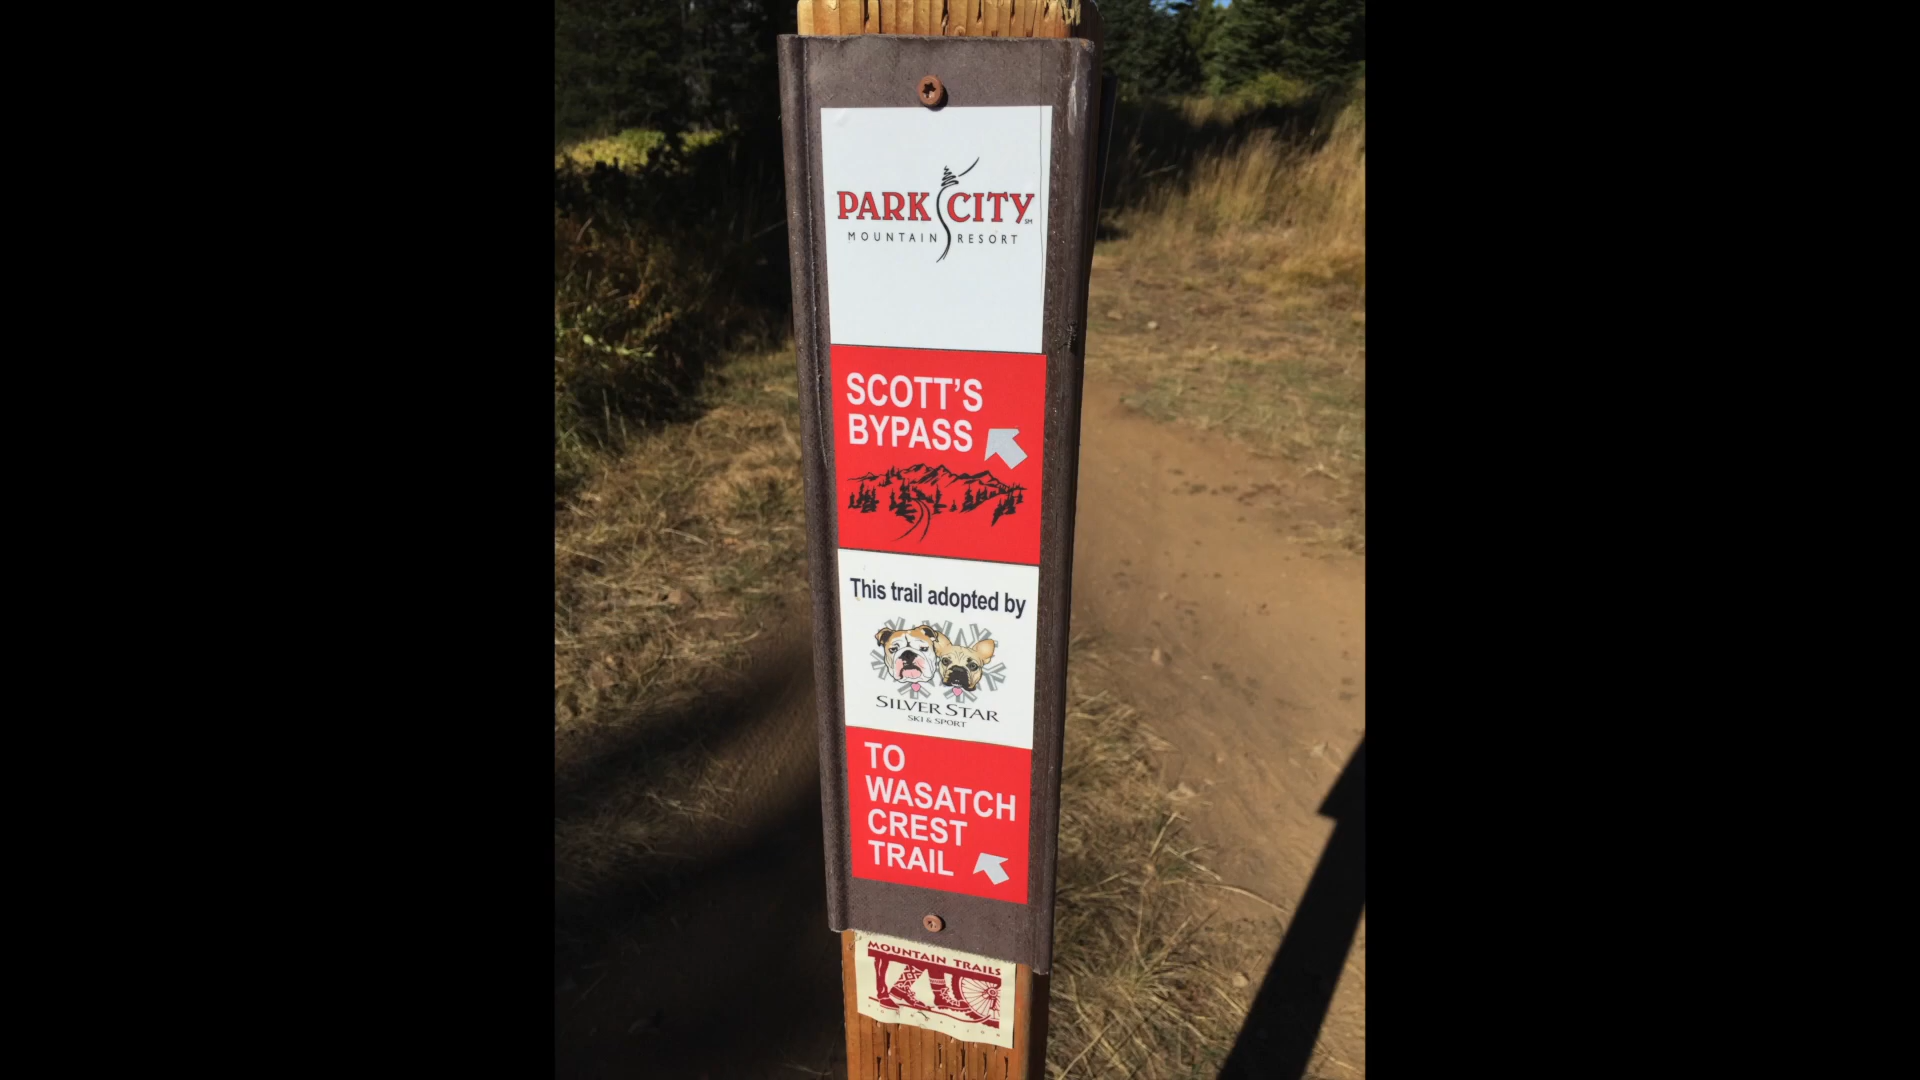 PARK CITY
SM
MOUNTAIN RESORT
SCOTT'S
BYPASS
This trail adopted by
SILVER STAR
SKI & SPORT
TO
WASATCH
CREST
TRAIL
MOUNTAIN TRAILS